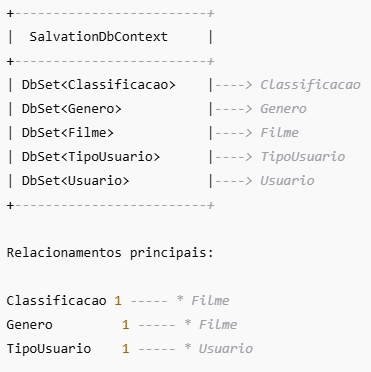 +-------------------------+
|  SalvationDbContext     |
+-------------------------+
| DbSet<Classificacao>    |----> Classificacao
| DbSet<Genero>           |----> Genero
| DbSet<Filme>            |----> Filme
| DbSet<TipoUsuario>      |----> TipoUsuario
| DbSet<Usuario>          |----> Usuario
+-------------------------+
Relacionamentos principais:
Classificacao 1 ----- * Filme
Genero         1 ----- * Filme
TipoUsuario    1 ----- * Usuario